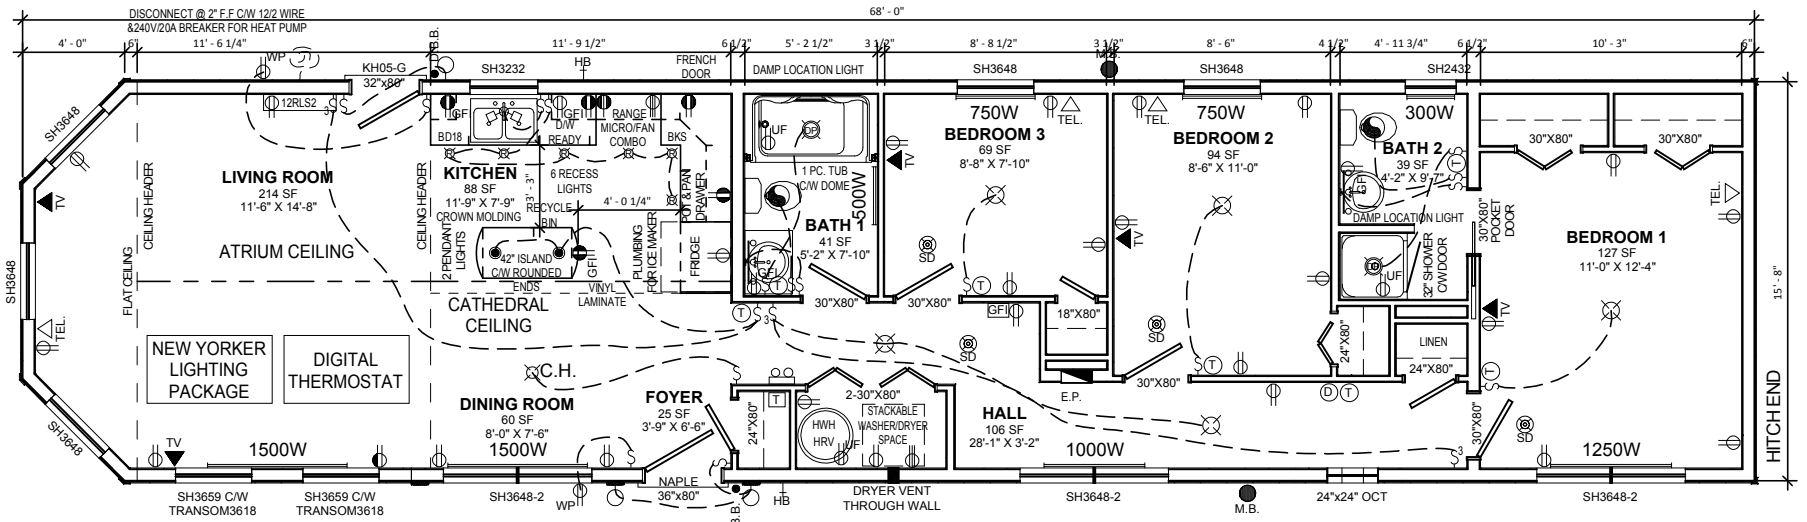 DISCONNECT @ 2" F.F C/W 12/2 WIRE
&240V/20A BREAKER FOR HEAT PUMP
68' - 0"
4' - 0"
6"
11' - 6 1/4"
11' - 9 1/2"
6 1/2"
5' - 2 1/2"
3 1/2"
8' - 8 1/2"
3 1/2"
8' - 6"
4 1/2"
4' - 11 3/4"
6 1/2"
10' - 3"
6"
WP
KH05-G
32"x80"
SH3232
HB
FRENCH
DOOR
DAMP LOCATION LIGHT
SH3648
M.B.
SH3648
SH2432
SH3648
12RLS2
3
GFI
BD18
GFI
D/W
READY
RANGE
MICRO/FAN
COMBO
BKS
UF
DP
750W
BEDROOM 3
69 SF
8'-8" X 7'-10"
TEL.
TEL.
750W
BEDROOM 2
94 SF
8'-6" X 11'-0"
300W
BATH 2
39 SF
4'-2" X 9'-7"
GFI
DAMP LOCATION LIGHT
30"X80"
30"X80"
TV
LIVING ROOM
214 SF
11'-6" X 14'-8"
ATRIUM CEILING
CEILING HEADER
CEILING HEADER
FLAT CEILING
KITCHEN
88 SF
11'-9" X 7'-9"
CROWN MOLDING
6 RECESS
LIGHTS
3' - 3"
RECYCLE
BIN
4' - 0 1/4"
2 PENDANT
LIGHTS
42" ISLAND
C/W ROUNDED
ENDS
GFI
VINYL
LAMINATE
PLUMBING
FOR ICE MAKER
POT & PAN
DRAWER
FRIDGE
1 PC. TUB
C/W DOME
500W
BATH 1
41 SF
5'-2" X 7'-10"
GFI
T
T
TV
SD
30"X80"
30"X80"
TV
18"X80"
GFI
T
SD
SD
32" SHOWER
C/W DOOR
UF
30"X80"
POCKET
DOOR
T
TEL.
BEDROOM 1
127 SF
11'-0" X 12'-4"
TV
15' - 8"
SH3648
TV
TEL.
CATHEDRAL
CEILING
T
3
NEW YORKER
LIGHTING
PACKAGE
DIGITAL
THERMOSTAT
C.H.
T
24"X80"
LINEN
24"X80"
T
30"X80"
E.P.
D
T
DINING ROOM
60 SF
8'-0" X 7'-6"
FOYER
25 SF
3'-9" X 6'-6"
T
24"X80"
2-30"X80"
HWH
HRV
UF
STACKABLE
WASHER/DRYER
SPACE
HALL
106 SF
28'-1" X 3'-2"
30"X80"
SD
SH3648
TV
1500W
1500W
1000W
3
1250W
HITCH END
SH3659 C/W
TRANSOM3618
SH3659 C/W
TRANSOM3618
SH3648-2
WP
NAPLE
36"x80"
HB
DRYER VENT
THROUGH WALL
SH3648-2
M.B.
24"x24" OCT
SH3648-2